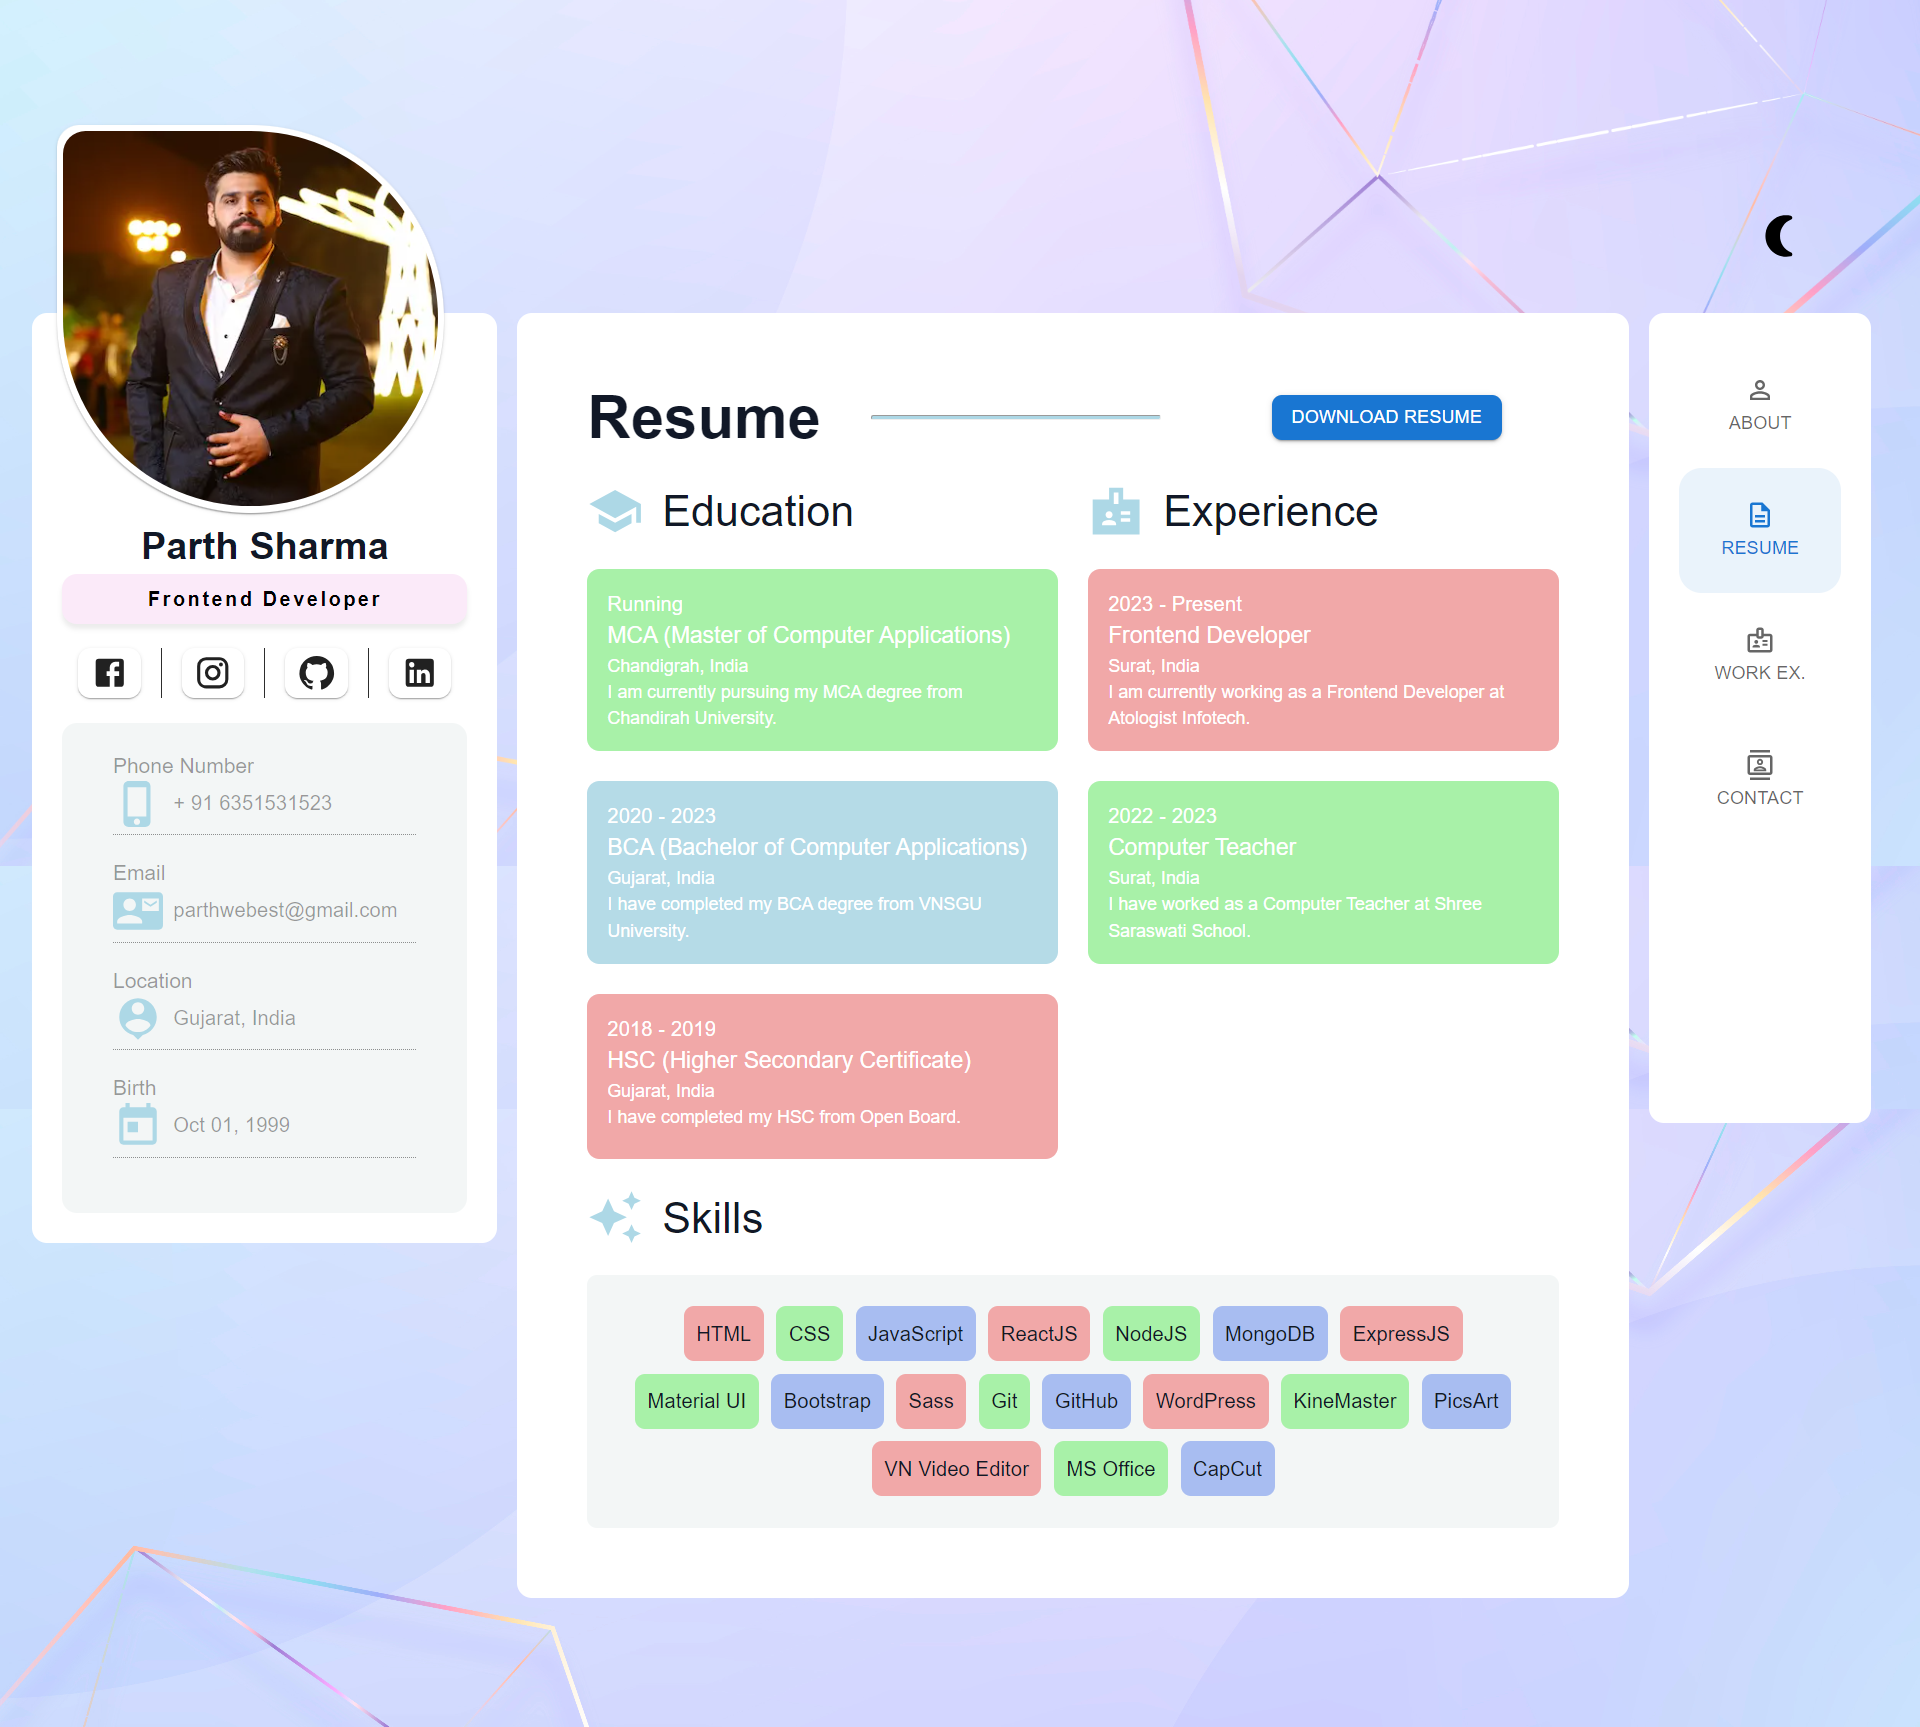 Parth Sharma
Frontend Developer
Phone Number
+ 91 6351531523
Email
parthwebest@gmail.com
Location
Gujarat, India
Birth
Oct 01, 1999
Resume
DOWNLOAD RESUME
Education
Running
MCA (Master of Computer Applications)
Chandigrah, India
I am currently pursuing my MCA degree from
Chandirah University.
2020 - 2023
BCA (Bachelor of Computer Applications)
Gujarat, India
I have completed my BCA degree from VNSGU
University.
2018 - 2019
HSC (Higher Secondary Certificate)
Gujarat, India
I have completed my HSC from Open Board.
Experience
2023 - Present
Frontend Developer
Surat, India
I am currently working as a Frontend Developer at
Atologist Infotech.
2022 - 2023
Computer Teacher
Surat, India
I have worked as a Computer Teacher at Shree
Saraswati School.
Skills
HTML CSS JavaScript ReactJS NodeJS MongoDB ExpressJS
Material UI Bootstrap Sass Git GitHub WordPress KineMaster PicsArt
VN Video Editor MS Office CapCut
ABOUT
RESUME
WORK EX.
CONTACT